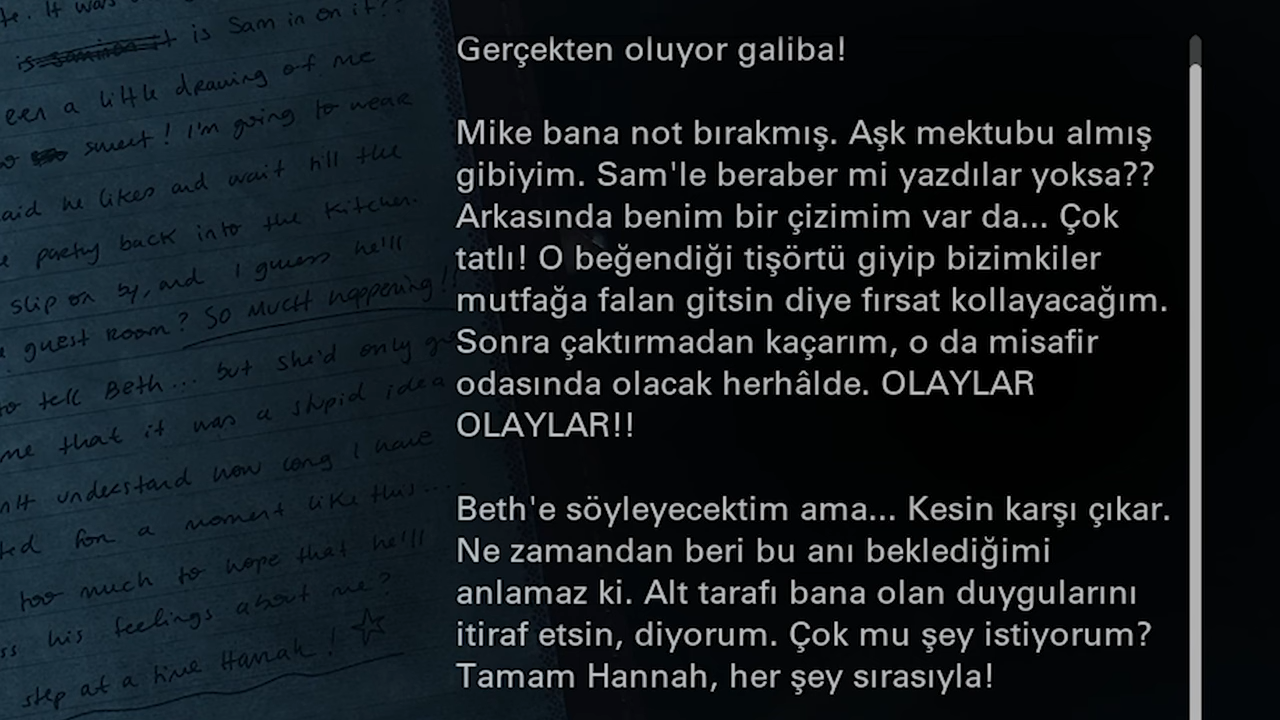 te. It was
is Sam in on it??
een a little drawing of me
sweet! I'm going to wear
aid he likes and wait till the
party back into the kitchen.
slip on by, and I guess he'll
guest room? SO MUCH happening!!
to tell Beth... but she'd only
me that it was a stupid idea
n't understand how long I have
ted for a moment like this....
too much to hope that he'll
ss his feelings about me?
step at a time Hannah!
Gerçekten oluyor galiba!
Mike bana not bırakmış. Aşk mektubu almış
gibiyim. Sam'le beraber mi yazdılar yoksa??
Arkasında benim bir çizimim var da... Çok
tatlı! O beğendiği tişörtü giyip bizimkiler
mutfağa falan gitsin diye fırsat kollayacağım.
Sonra çaktırmadan kaçarım, o da misafir
odasında olacak herhâlde. OLAYLAR
OLAYLAR!!
Beth'e söyleyecektim ama... Kesin karşı çıkar.
Ne zamandan beri bu anı beklediğimi
anlamaz ki. Alt tarafı bana olan duygularını
itiraf etsin, diyorum. Çok mu şey istiyorum?
Tamam Hannah, her şey sırasıyla!